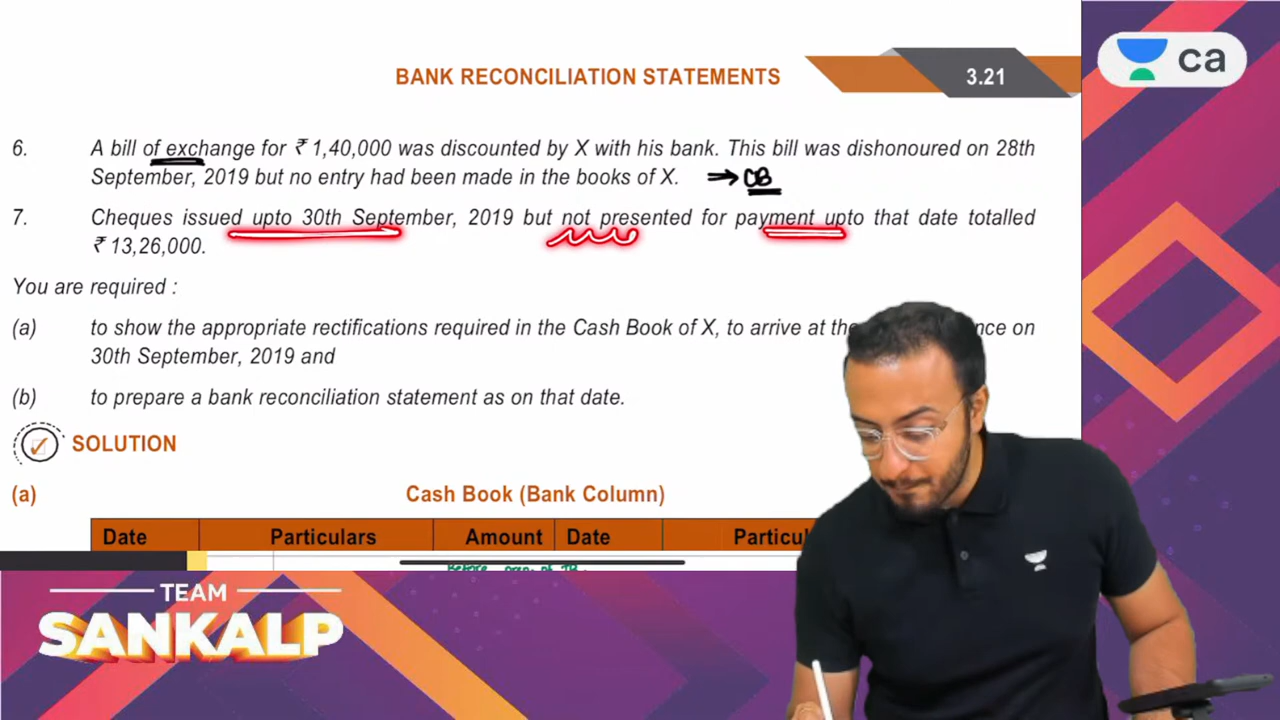 ca
BANK RECONCILIATION STATEMENTS 3.21
6. A bill of exchange for ₹ 1,40,000 was discounted by X with his bank. This bill was dishonoured on 28th
September, 2019 but no entry had been made in the books of X. → CB
7. Cheques issued upto 30th September, 2019 but not presented for payment upto that date totalled
₹ 13,26,000.
You are required :
(a) to show the appropriate rectifications required in the Cash Book of X, to arrive at the nce on
30th September, 2019 and
(b) to prepare a bank reconciliation statement as on that date.
SOLUTION
(a) Cash Book (Bank Column)
Date Particulars Amount Date Particul
TEAM
SANKALP